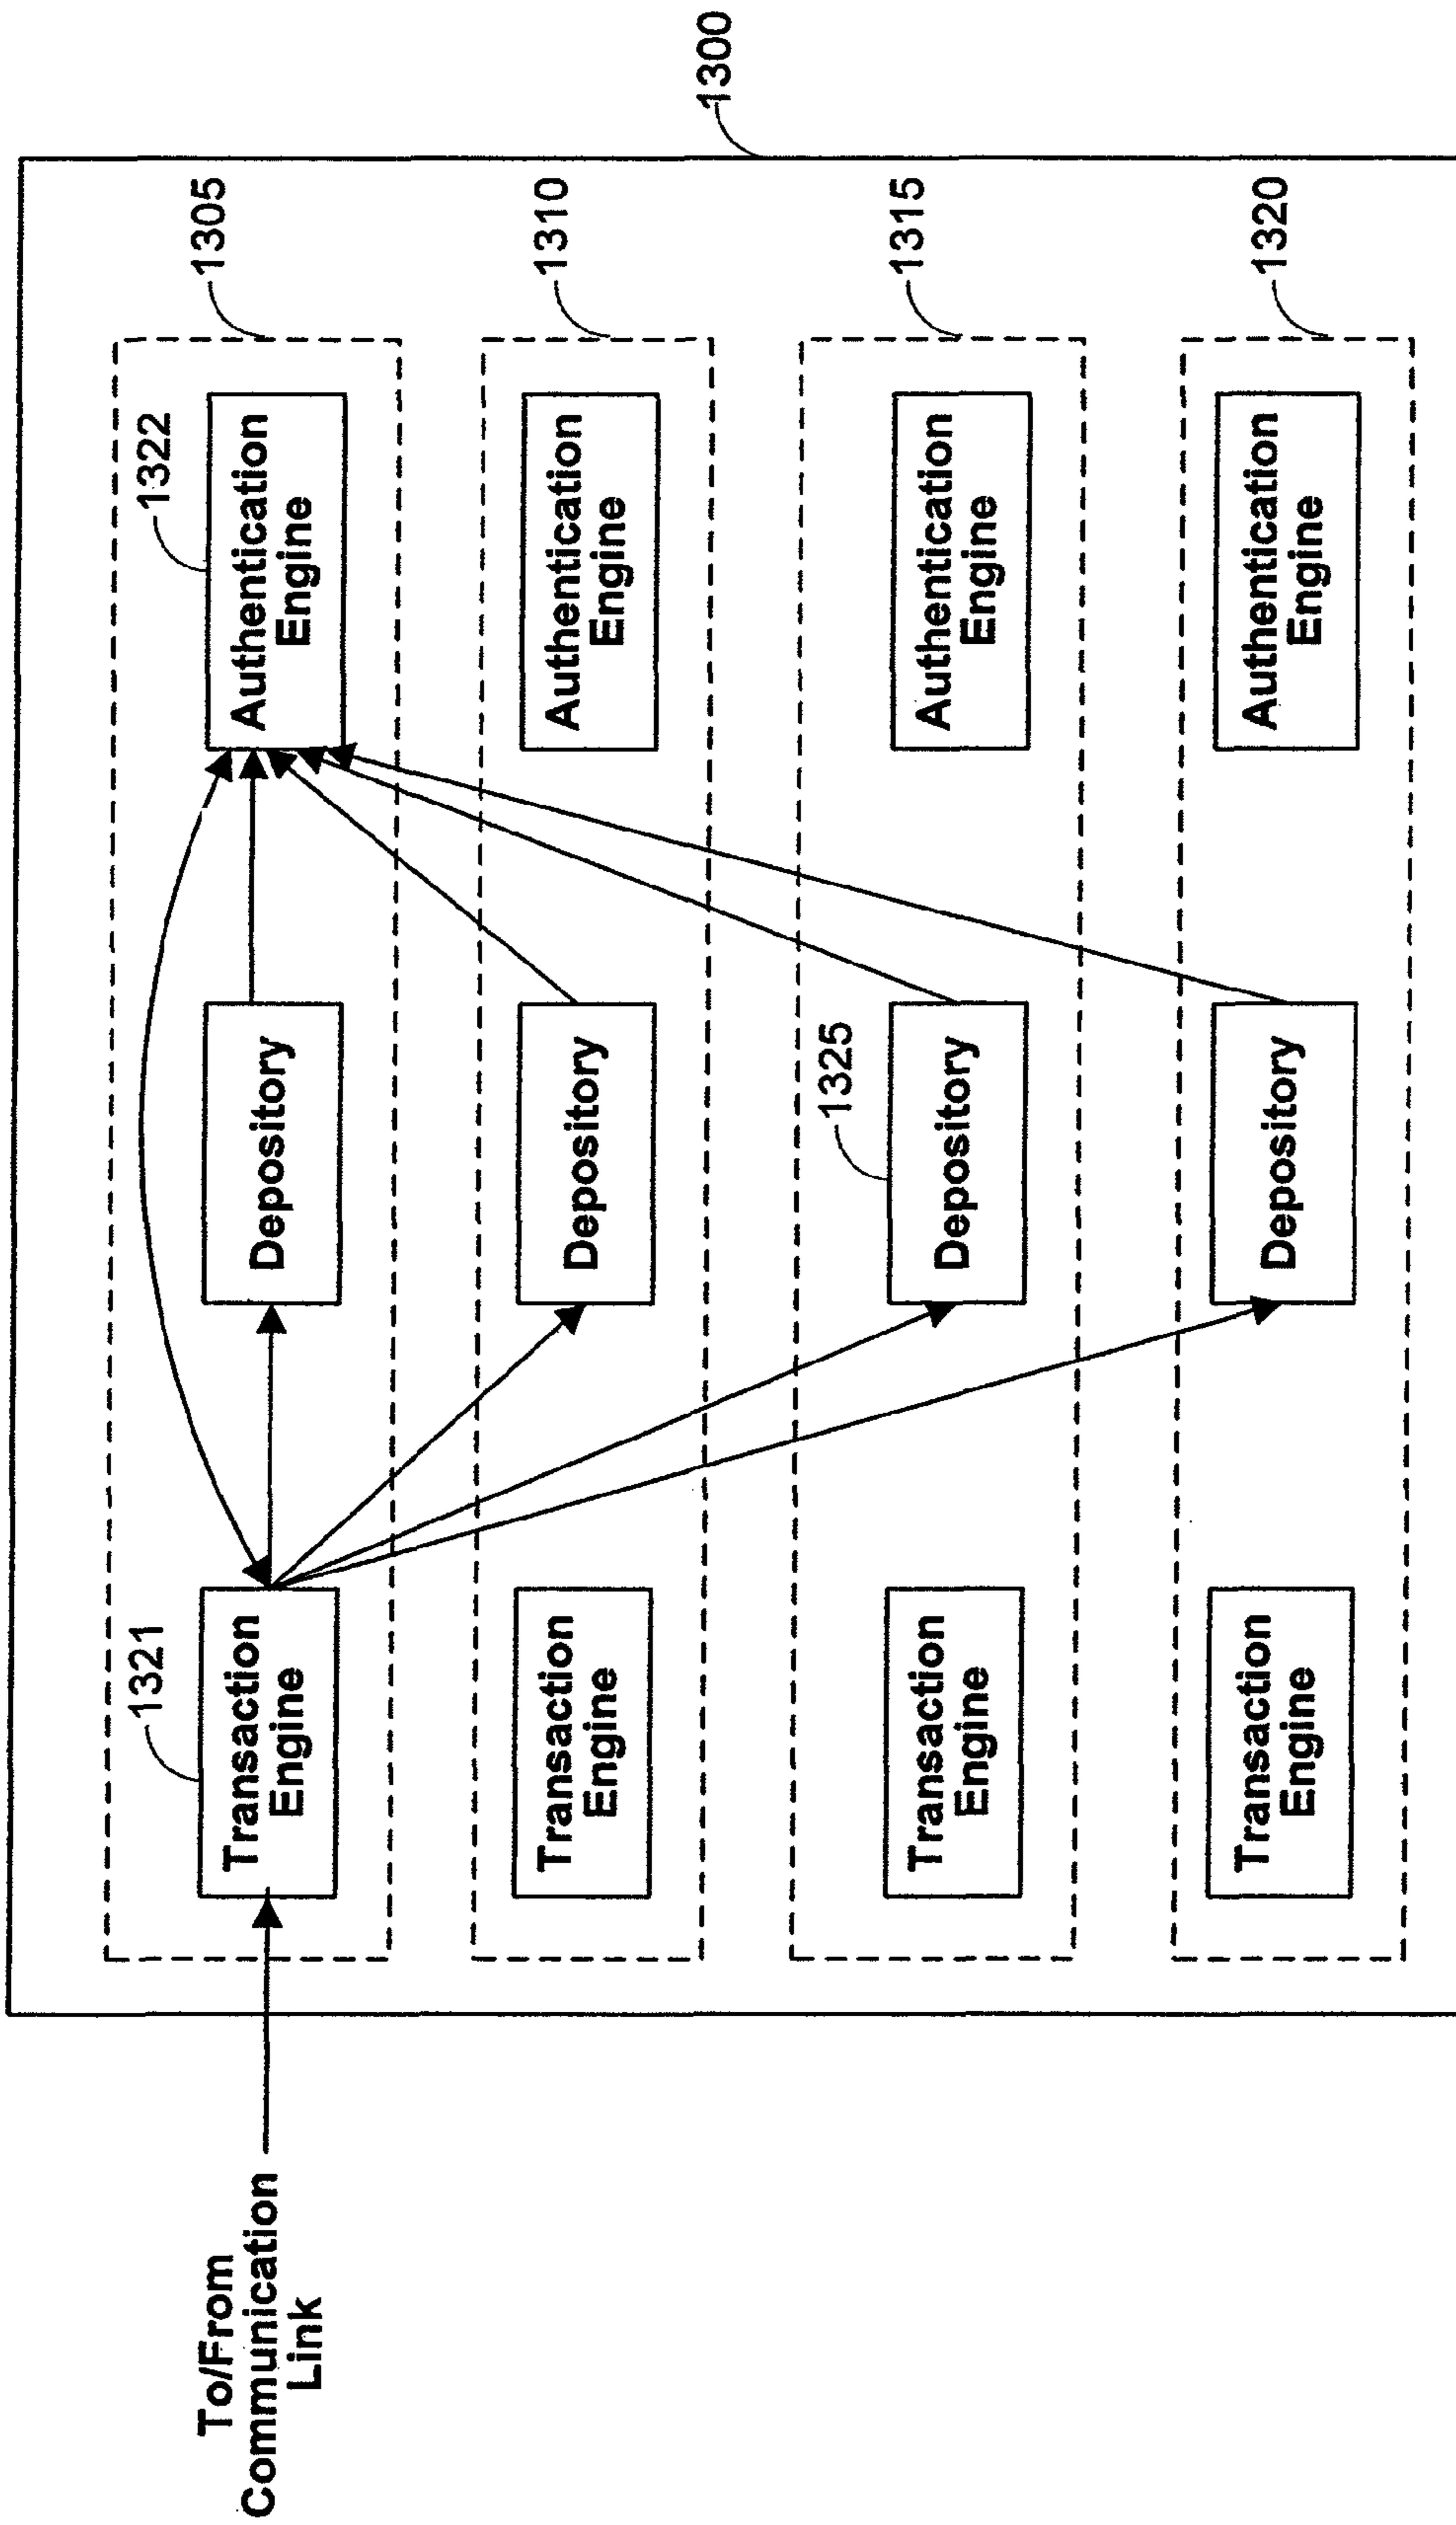 To/From
Communication
Link
1300
1305
1321
Transaction
Engine
Depository
1322
Authentication
Engine
1310
Transaction
Engine
Depository
Authentication
Engine
1315
Transaction
Engine
1325
Depository
Authentication
Engine
1320
Transaction
Engine
Depository
Authentication
Engine